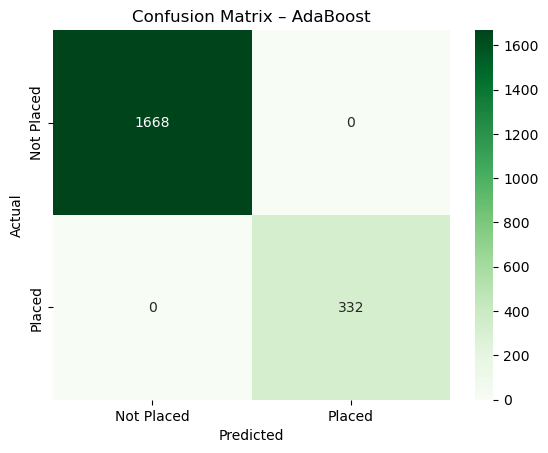 Confusion Matrix – AdaBoost
Actual
Not Placed
Placed
1668
0
0
332
Not Placed
Placed
Predicted
1600
1400
1200
1000
800
600
400
200
0